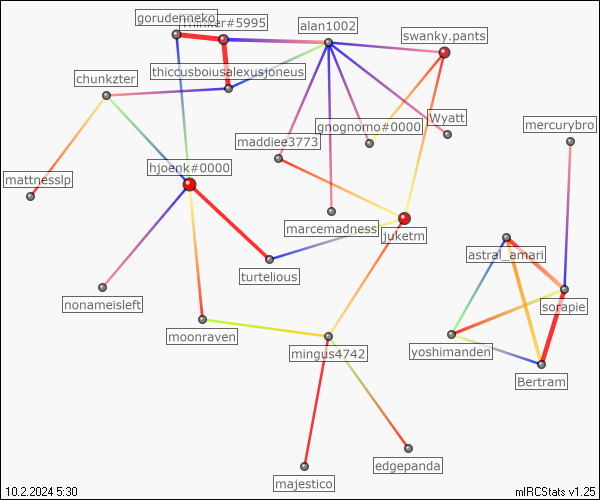 gorudenneko
#5995
alan1002
swanky.pants
thiccusboiusalexusjoneus
chunkzter
gnognomo#0000
Wyatt
mercurybro
maddiee3773
hjoenk#0000
mattnesslp
marcemadness
juketm
astral_amari
turtelious
nonameisleft
sorapie
moonraven
mingus4742
yoshimanden
Bertram
edgepanda
majestico
10.2.2024 5:30
mIRCStats v1.25